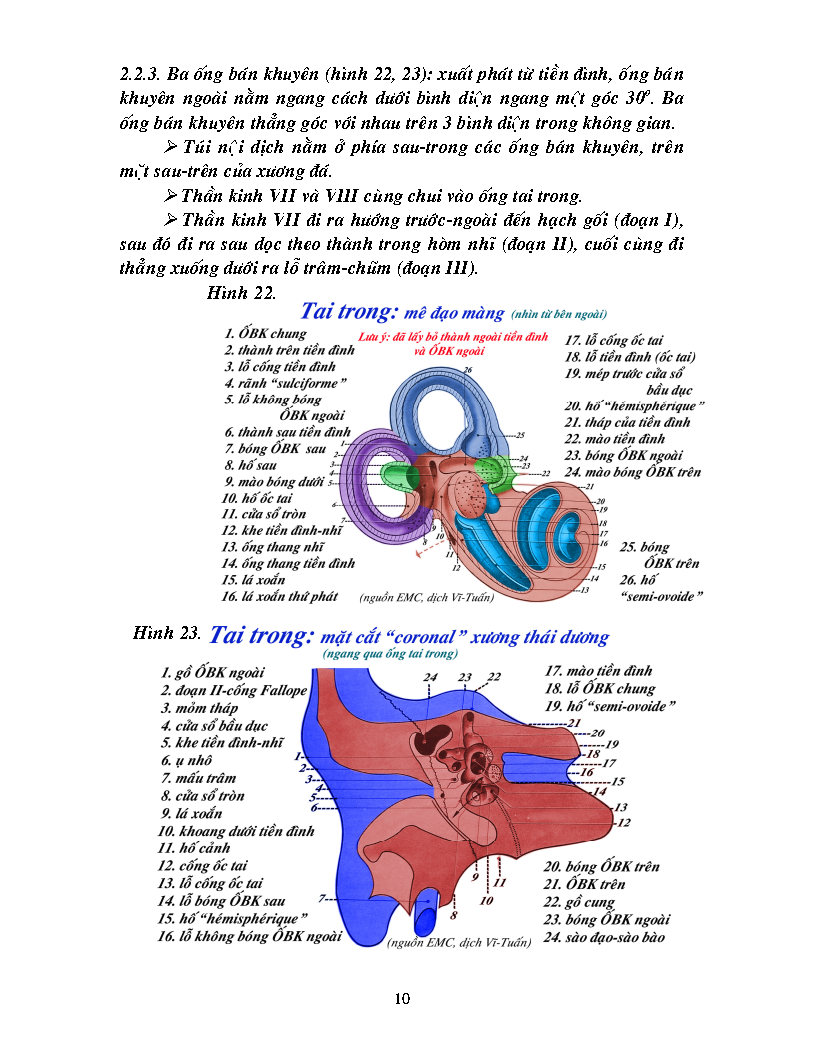 2.2.3. Ba ống bán khuyên (hình 22, 23): xuất phát từ tiền đình, ống bán
khuyên ngoài nằm ngang cách dưới bình diện ngang một góc 30º. Ba
ống bán khuyên thẳng góc với nhau trên 3 bình diện trong không gian.
➢ Túi nội dịch nằm ở phía sau-trong các ống bán khuyên, trên
mặt sau-trên của xương đá.
➢ Thần kinh VII và VIII cùng chui vào ống tai trong.
➢ Thần kinh VII đi ra hướng trước-ngoài đến hạch gối (đoạn I),
sau đó đi ra sau dọc theo thành trong hòm nhĩ (đoạn II), cuối cùng đi
thẳng xuống dưới ra lỗ trâm-chũm (đoạn III).
Hình 22.
Tai trong: mê đạo màng (nhìn từ bên ngoài)
Lưu ý: đã lấy bỏ thành ngoài tiền đình
và ỐBK ngoài
1. ỐBK chung
2. thành trên tiền đình
3. lỗ cống tiền đình
4. rãnh “sulciforme”
5. lỗ không bóng
ỐBK ngoài
6. thành sau tiền đình
7. bóng ỐBK sau
8. hố sau
9. mào bóng dưới
10. hố ốc tai
11. cửa sổ tròn
12. khe tiền đình-nhĩ
13. ống thang nhĩ
14. ống thang tiền đình
15. lá xoắn
16. lá xoắn thứ phát
17. lỗ cống ốc tai
18. lỗ tiền đình (ốc tai)
19. mép trước cửa sổ
bầu dục
20. hố “hémisphérique”
21. tháp của tiền đình
22. mào tiền đình
23. bóng ỐBK ngoài
24. mào bóng ỐBK trên
25. bóng
ỐBK trên
26. hố
“semi-ovoide”
26
25
24
23
22
21
20
19
18
17
16
15
14
13
1
2
3
4
5
6
7
8
9
10
11
12
(nguồn EMC, dịch Vĩ-Tuấn)
Hình 23.
Tai trong: mặt cắt “coronal” xương thái dương
(ngang qua ống tai trong)
1. gồ ỐBK ngoài
2. đoạn II-cống Fallope
3. mỏm tháp
4. cửa sổ bầu dục
5. khe tiền đình-nhĩ
6. ụ nhô
7. mấu trâm
8. cửa sổ tròn
9. lá xoắn
10. khoang dưới tiền đình
11. hố cảnh
12. cống ốc tai
13. lỗ cống ốc tai
14. lỗ bóng ỐBK sau
15. hố “hémisphérique”
16. lỗ không bóng ỐBK ngoài
17. mào tiền đình
18. lỗ ỐBK chung
19. hố “semi-ovoide”
20. bóng ỐBK trên
21. ỐBK trên
22. gồ cung
23. bóng ỐBK ngoài
24. sào đạo-sào bào
24
23
22
21
20
19
18
17
16
15
14
13
12
1
2
3
4
5
6
7
8
9
10
11
(nguồn EMC, dịch Vĩ-Tuấn)
10